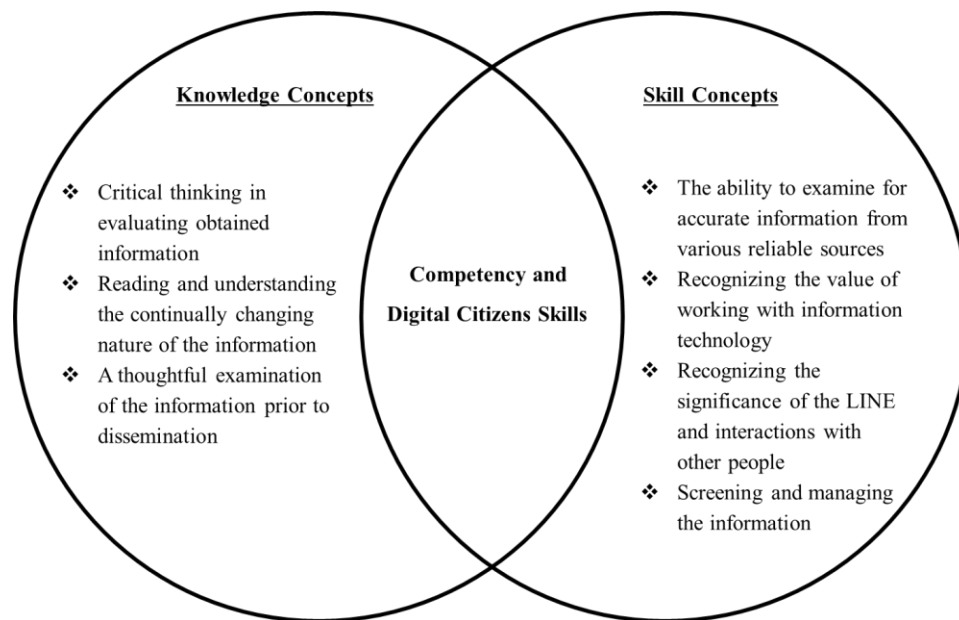 Knowledge Concepts
❖ Critical thinking in
evaluating obtained
information
❖ Reading and understanding
the continually changing
nature of the information
❖ A thoughtful examination
of the information prior to
dissemination
Competency and
Digital Citizens Skills
Skill Concepts
❖ The ability to examine for
accurate information from
various reliable sources
❖ Recognizing the value of
working with information
technology
❖ Recognizing the
significance of the LINE
and interactions with
other people
❖ Screening and managing
the information